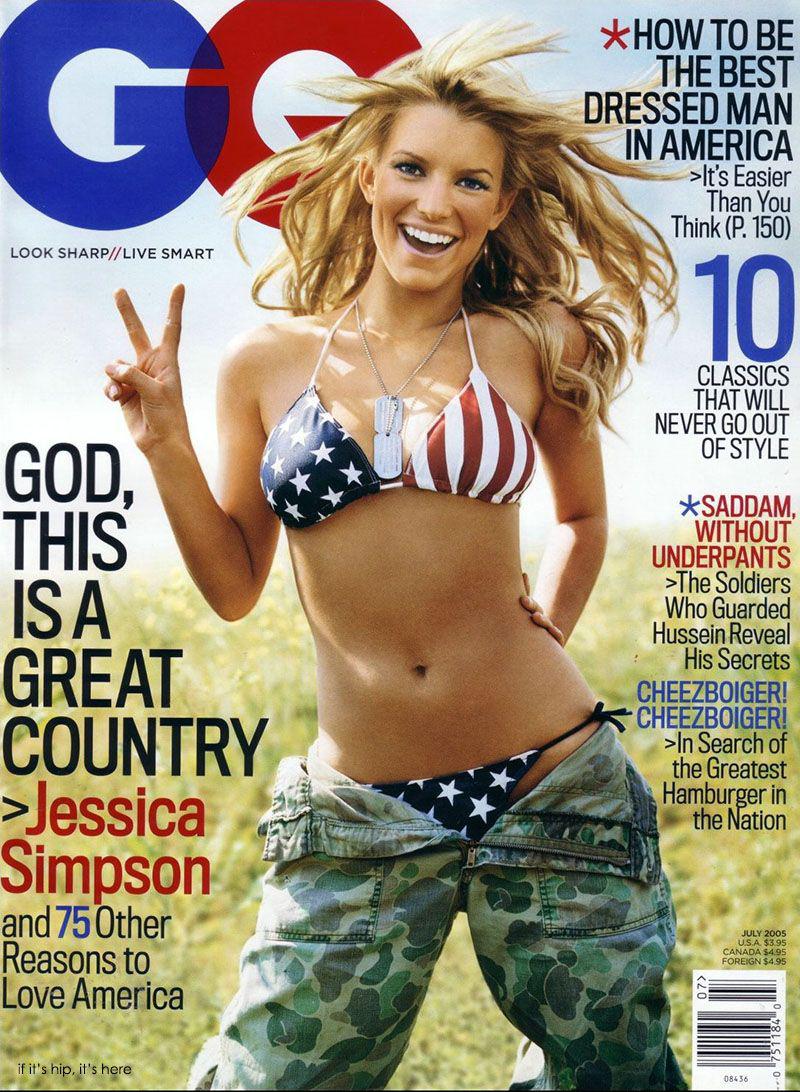 GQ
LOOK SHARP//LIVE SMART
*HOW TO BE
THE BEST
DRESSED MAN
IN AMERICA
>It's Easier
Than You
Think (P. 150)
10
CLASSICS
THAT WILL
NEVER GO OUT
OF STYLE
GOD,
THIS
IS A
GREAT
COUNTRY
>Jessica
Simpson
and 75 Other
Reasons to
Love America
*SADDAM,
WITHOUT
UNDERPANTS
>The Soldiers
Who Guarded
Hussein Reveal
His Secrets
CHEEZBOIGER!
CHEEZBOIGER!
>In Search of
the Greatest
Hamburger in
the Nation
JULY 2005
U.S.A. $3.95
CANADA $4.95
FOREIGN $4.95
07>
0 751184 0
08436
if it's hip, it's here